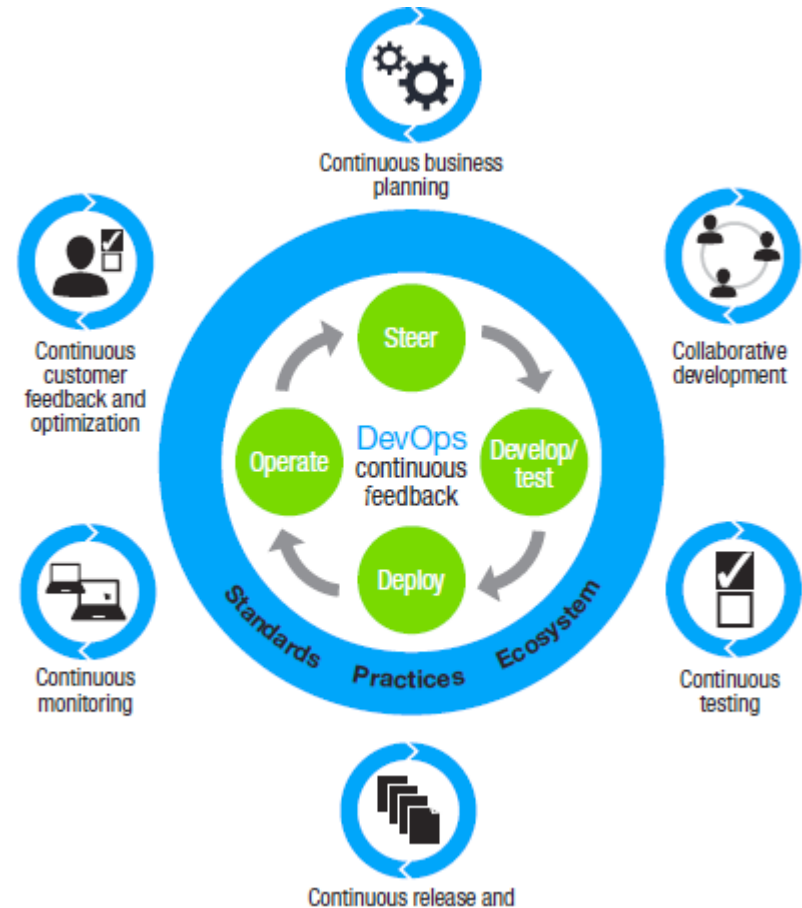 Continuous business
planning
Continuous
customer
feedback and
optimization
Collaborative
development
Steer
Operate
DevOps
continuous
feedback
Develop/
test
Deploy
Standards Practices Ecosystem
Continuous
monitoring
Continuous
testing
Continuous release and